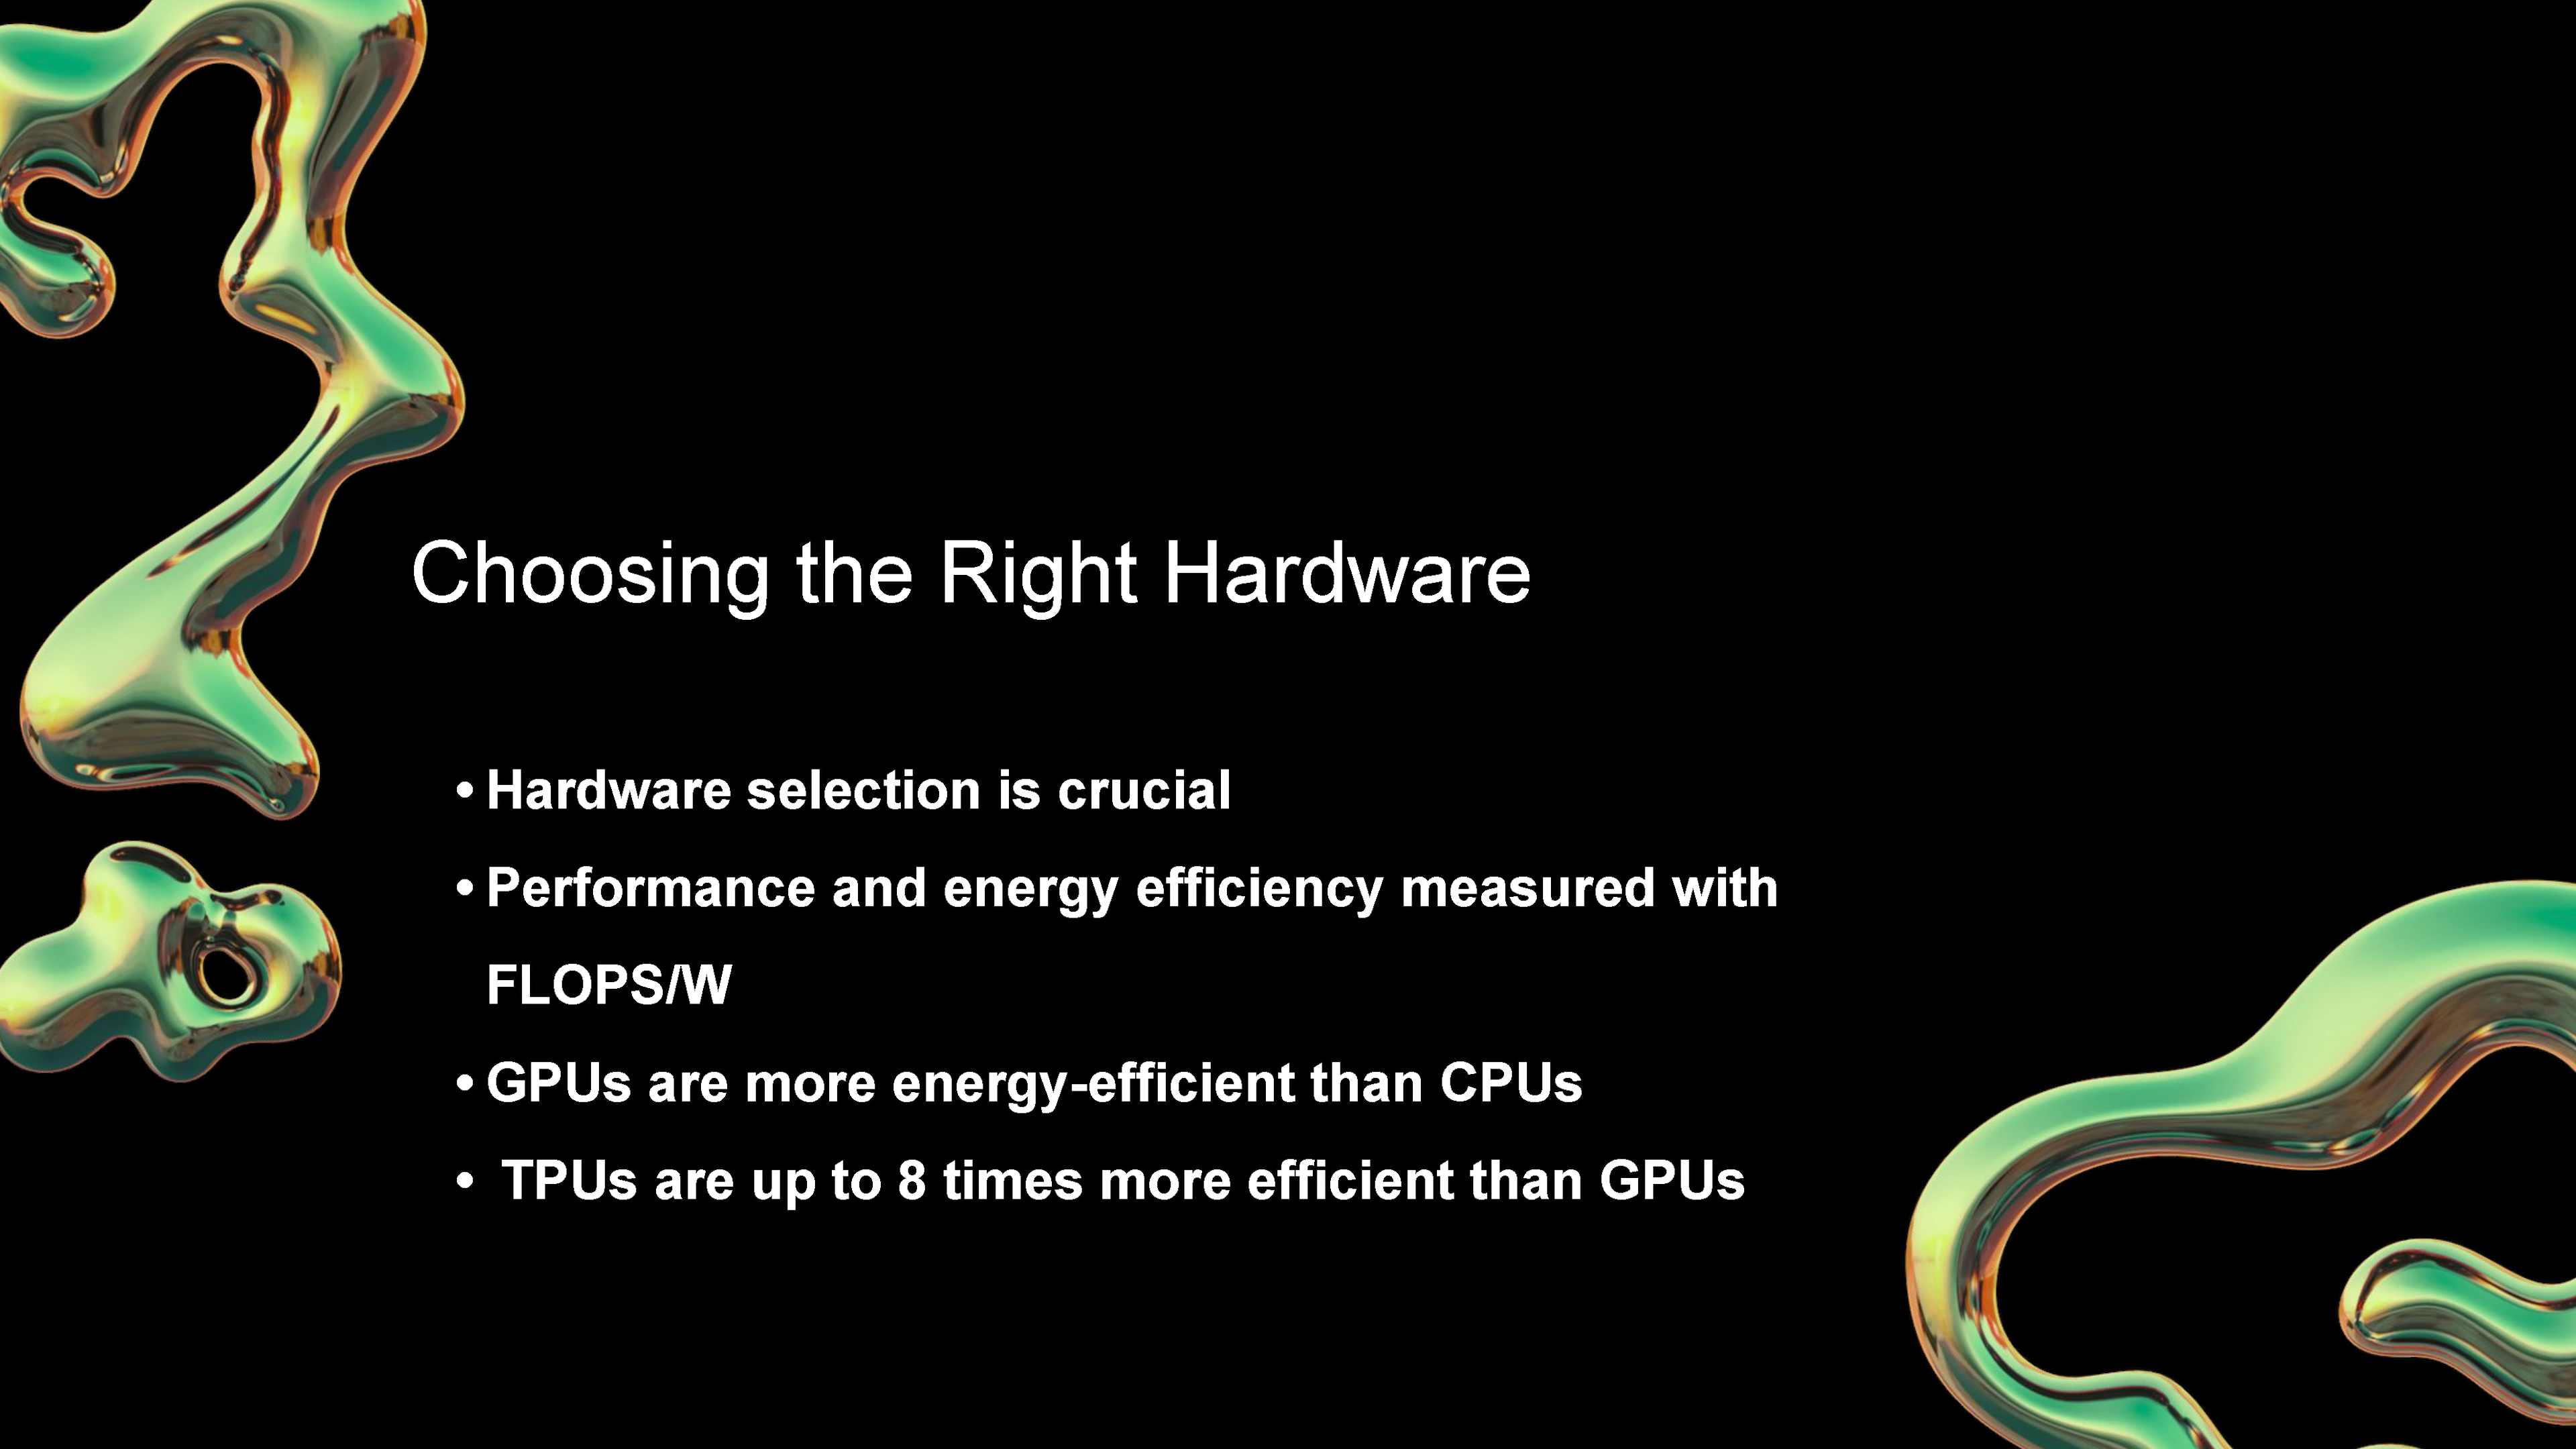 Choosing the Right Hardware
• Hardware selection is crucial
• Performance and energy efficiency measured with
FLOPS/W
• GPUs are more energy-efficient than CPUs
• TPUs are up to 8 times more efficient than GPUs